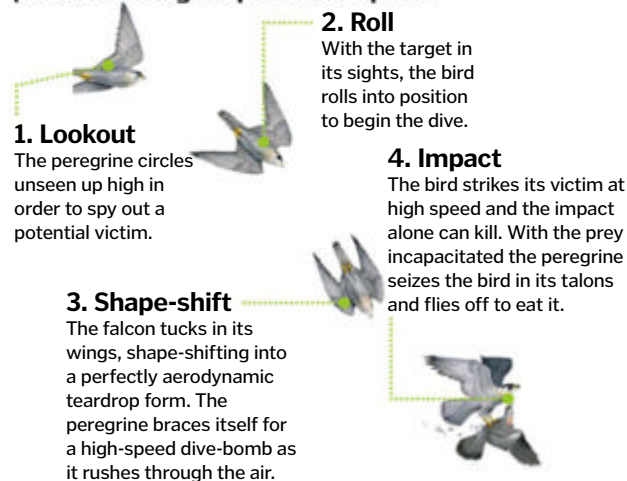 1. Lookout
The peregrine circles
unseen up high in
order to spy out a
potential victim.
2. Roll
With the target in
its sights, the bird
rolls into position
to begin the dive.
3. Shape-shift
The falcon tucks in its
wings, shape-shifting into
a perfectly aerodynamic
teardrop form. The
peregrine braces itself for
a high-speed dive-bomb as
it rushes through the air.
4. Impact
The bird strikes its victim at
high speed and the impact
alone can kill. With the prey
incapacitated the peregrine
seizes the bird in its talons
and flies off to eat it.